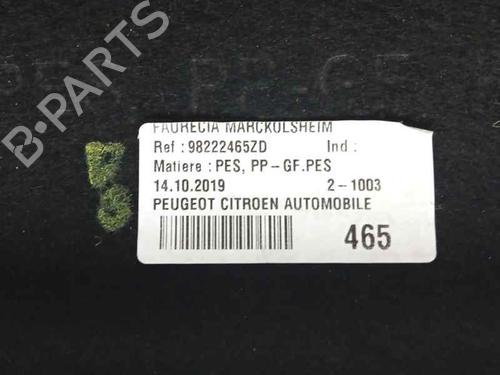 FAURECIA MARCKOLSHEIM
Ref : 98222465ZD Ind :
Matiere : PES, PP-GF.PES
14.10.2019 2-1003
PEUGEOT CITROEN AUTOMOBILE
465
B-PARTS